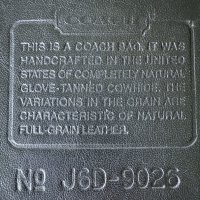 COACH
THIS IS A COACH BAG. IT WAS
HANDCRAFTED IN THE UNITED
STATES OF COMPLETELY NATURAL
GLOVE-TANNED COWHIDE. THE
VARIATIONS IN THE GRAIN ARE
CHARACTERISTIC OF NATURAL
FULL-GRAIN LEATHER.
Nº J6D-9026